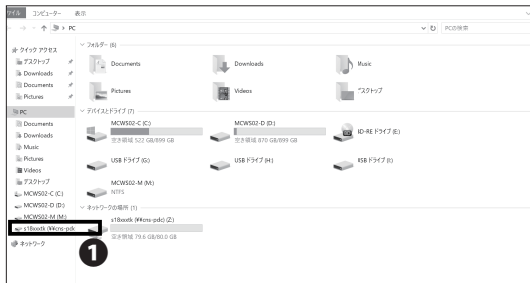 ファイル コンピューター 表示
PC
PCの検索
クイック アクセス
デスクトップ
Downloads
Documents
Pictures
PC
Documents
Downloads
Music
Pictures
Videos
デスクトップ
MCWS02-C (C:)
MCWS02-D (D:)
MCWS02-M (M:)
s18xxxtk (¥¥cns-pdc
ネットワーク
フォルダー (6)
Documents
Downloads
Music
Pictures
Videos
デスクトップ
デバイスとドライブ (7)
MCWS02-C (C:)
空き領域 522 GB/699 GB
MCWS02-D (D:)
空き領域 870 GB/899 GB
BD-RE ドライブ (E:)
USB ドライブ (G:)
USB ドライブ (H:)
USB ドライブ (I:)
MCWS02-M (M:)
NTFS
ネットワークの場所 (1)
s18xxxtk (¥¥cns-pdc) (Z:)
空き領域 79.6 GB/80.0 GB
1